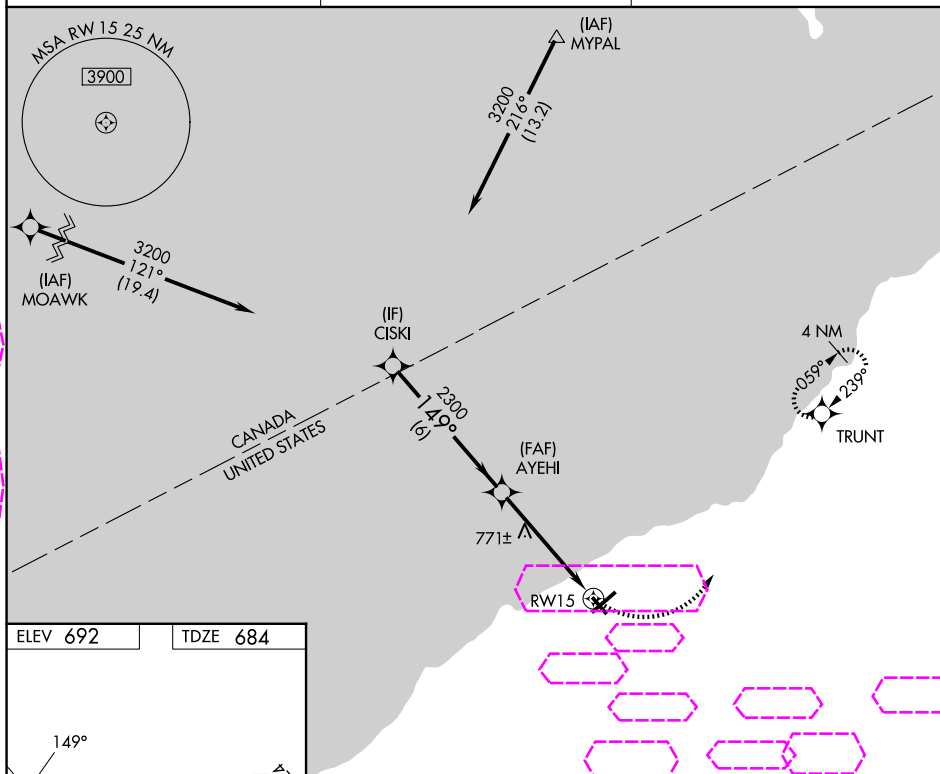 MSA RW 15 25 NM
3900
(IAF)
MYPAL
3200
216°
(13.2)
(IAF)
MOAWK
3200
121°
(19.4)
(IF)
CISKI
CANADA
UNITED STATES
2300
149°
(6)
(FAF)
AYEHI
771±
RW15
4 NM
059°
239°
TRUNT
ELEV 692
TDZE 684
149°